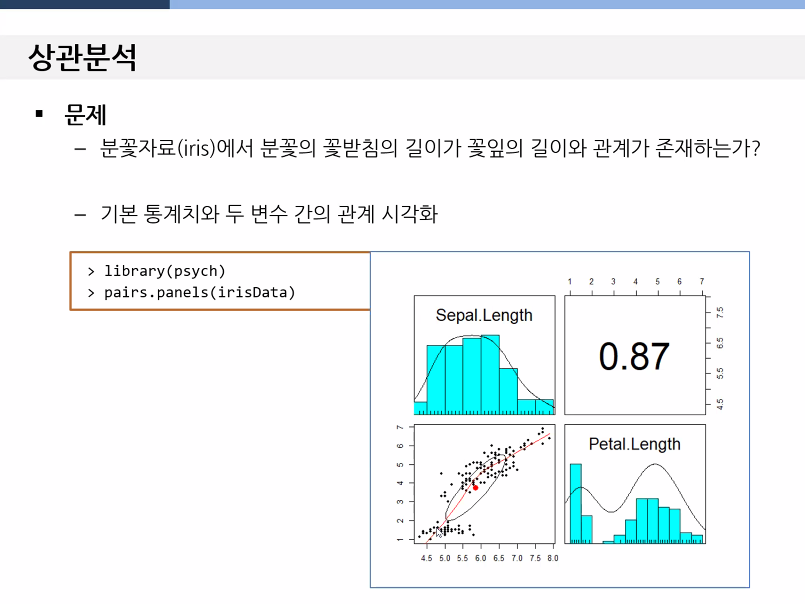 상관분석
▪ 문제
– 분꽃자료(iris)에서 분꽃의 꽃받침의 길이가 꽃잎의 길이와 관계가 존재하는가?
– 기본 통계치와 두 변수 간의 관계 시각화
> library(psych)
> pairs.panels(irisData)
1 2 3 4 5 6 7
Sepal.Length
0.87
4.5 5.5 6.5 7.5
Petal.Length
1 2 3 4 5 6 7
4.5 5.0 5.5 6.0 6.5 7.0 7.5 8.0